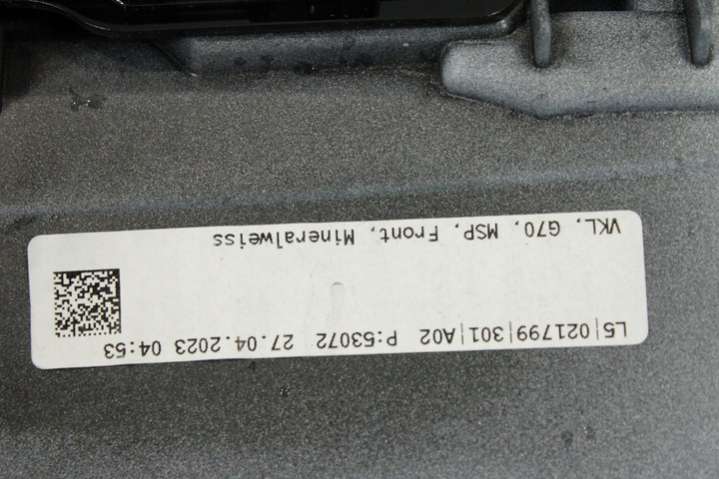 L5|021799|301|A02 P:53072 27.04.2023 04:53
VKL, G70, MSP, Front, Mineralweiss